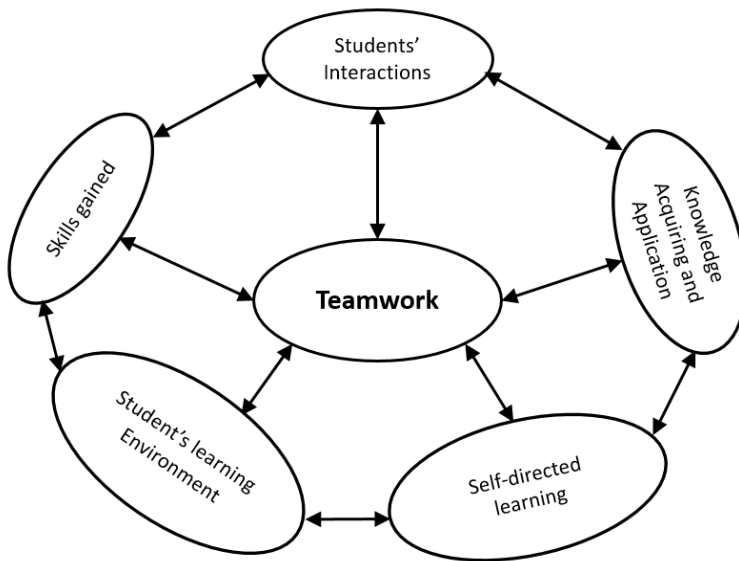 Students'
Interactions
Skills gained
Knowledge
Acquiring and
Application
Teamwork
Student's learning
Environment
Self-directed
learning